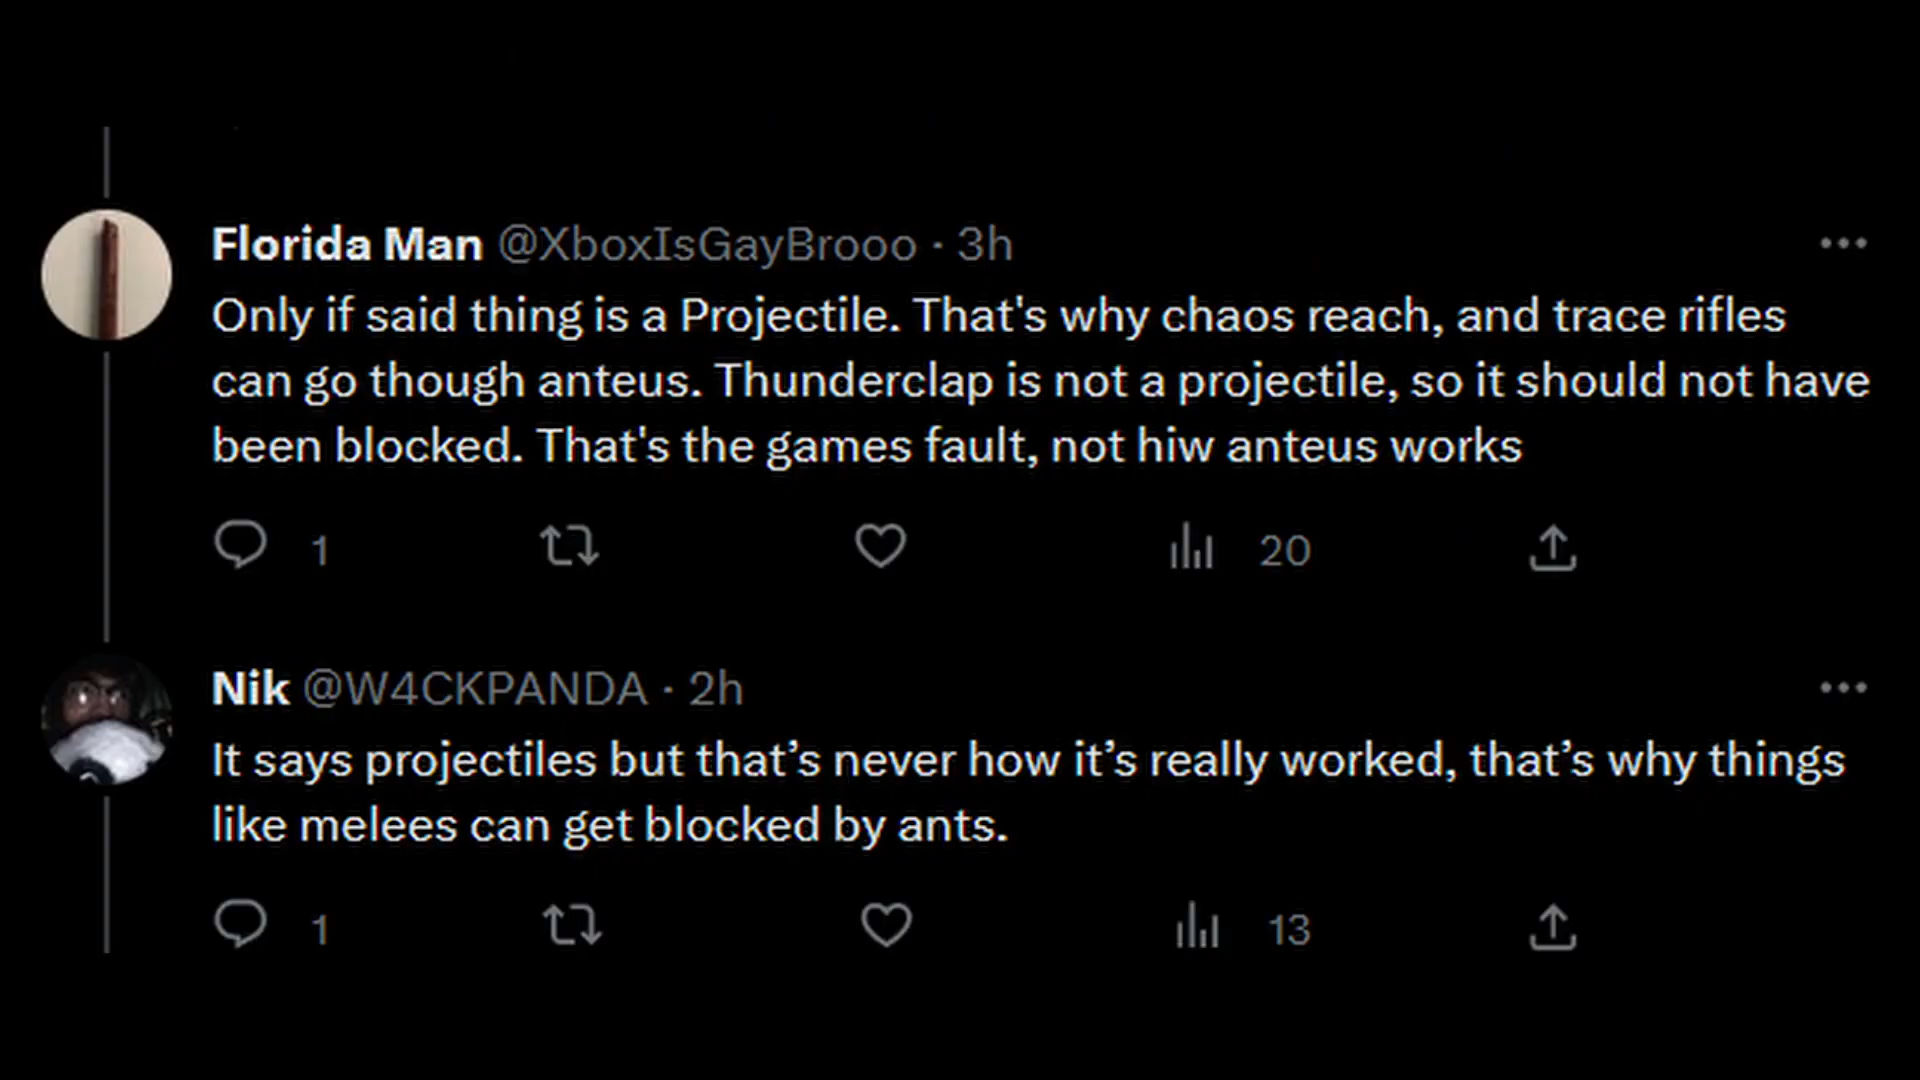 Florida Man @XboxIsGayBrooo · 3h
Only if said thing is a Projectile. That's why chaos reach, and trace rifles
can go though anteus. Thunderclap is not a projectile, so it should not have
been blocked. That's the games fault, not hiw anteus works
1 20
Nik @W4CKPANDA · 2h
It says projectiles but that’s never how it’s really worked, that’s why things
like melees can get blocked by ants.
1 13